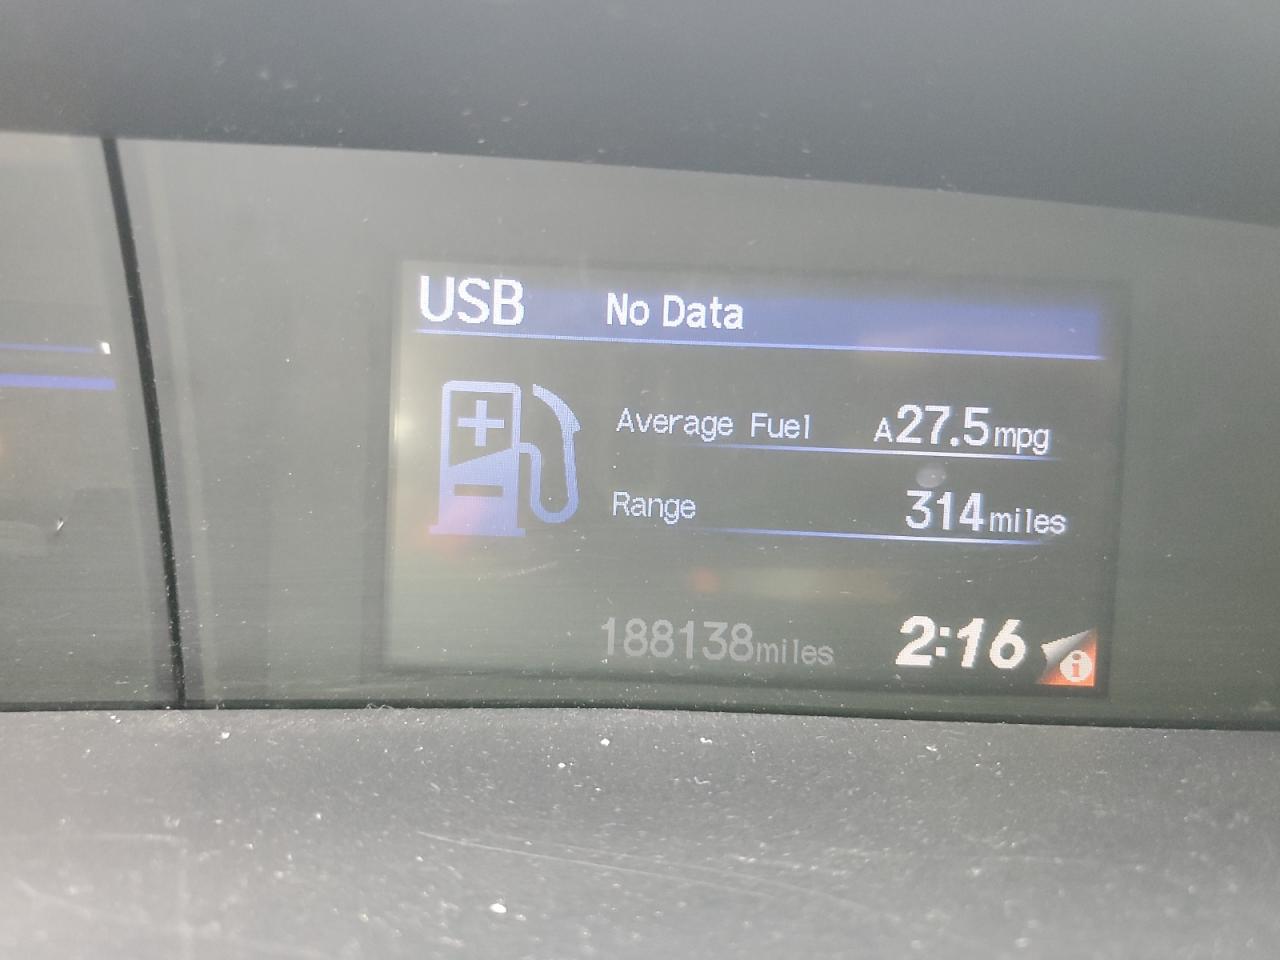 USB No Data
Average Fuel A27.5mpg
Range 314miles
188138miles 2:16 i